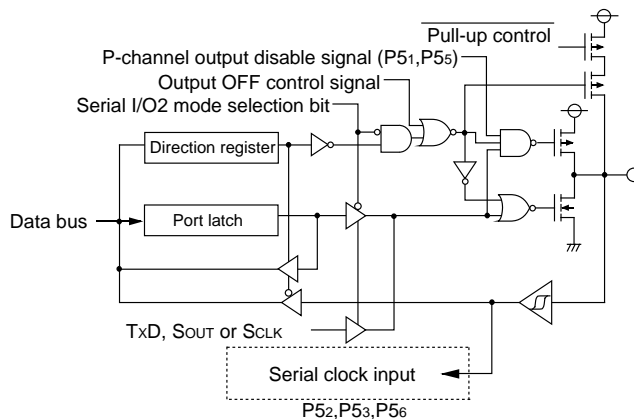 Pull-up control
P-channel output disable signal (P51,P55)
Output OFF control signal
Serial I/O2 mode selection bit
Direction register
Data bus
Port latch
TxD, SOUT or SCLK
Serial clock input
P52,P53,P56